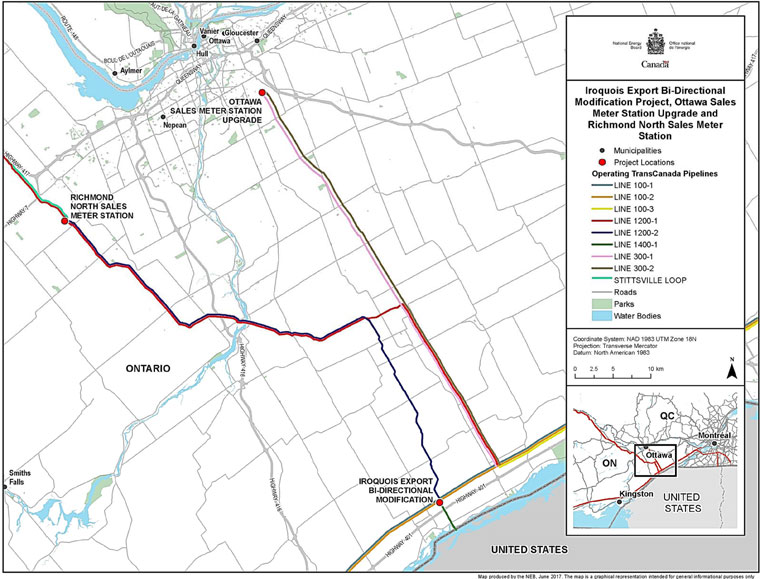 AUT-DE-LA-GATINEAU
ROUTE-148
BOUL-DE-L'OUTAOUAIS
Vanier
Gloucester
Ottawa
Hull
QUEENSWAY
Aylmer
QUEENSWAY
OTTAWA
SALES METER STATION
UPGRADE
Nepean
HIGHWAY-417
HIGHWAY-7
RICHMOND
NORTH SALES
METER STATION
ONTARIO
HIGHWAY-416
HIGHWAY-416
Smiths
Falls
IROQUOIS EXPORT
BI-DIRECTIONAL
MODIFICATION
HIGHWAY-401
HIGHWAY-401
UNITED STATES
National Energy
Board
Office national
de l'énergie
Canada
Iroquois Export Bi-Directional
Modification Project, Ottawa Sales
Meter Station Upgrade and
Richmond North Sales Meter
Station
Municipalities
Project Locations
Operating TransCanada Pipelines
LINE 100-1
LINE 100-2
LINE 100-3
LINE 1200-1
LINE 1200-2
LINE 1400-1
LINE 300-1
LINE 300-2
STITTSVILLE LOOP
Roads
Parks
Water Bodies
Coordinate System: NAD 1983 UTM Zone 18N
Projection: Transverse Mercator
Datum: North American 1983
N
0 2.5 5 10 km
QC
Montreal
Ottawa
ON
Kingston
UNITED
STATES
Map produced by the NEB, June 2017. The map is a graphical representation intended for general informational purposes only